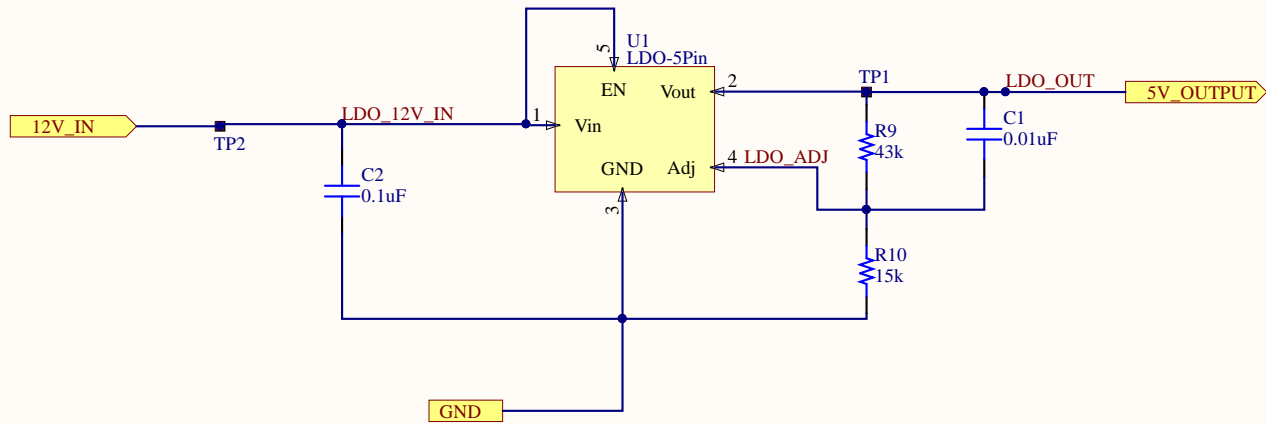 U1
LDO-5Pin
5
EN
1
Vin
GND
3
Vout
2
Adj
4
12V_IN
TP2
LDO_12V_IN
C2
0.1uF
LDO_ADJ
TP1
R9
43k
LDO_OUT
5V_OUTPUT
C1
0.01uF
R10
15k
GND